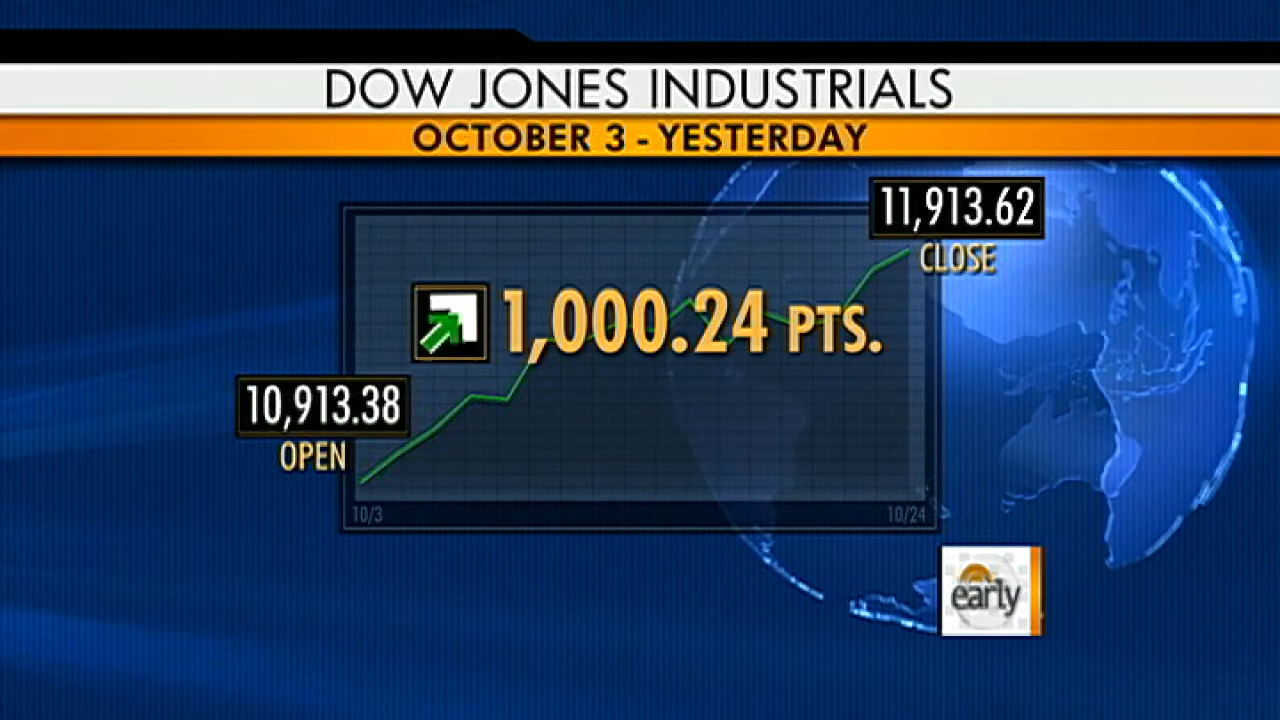 DOW JONES INDUSTRIALS
OCTOBER 3 - YESTERDAY
11,913.62
CLOSE
1,000.24 PTS.
10,913.38
OPEN
10/3
10/24
early